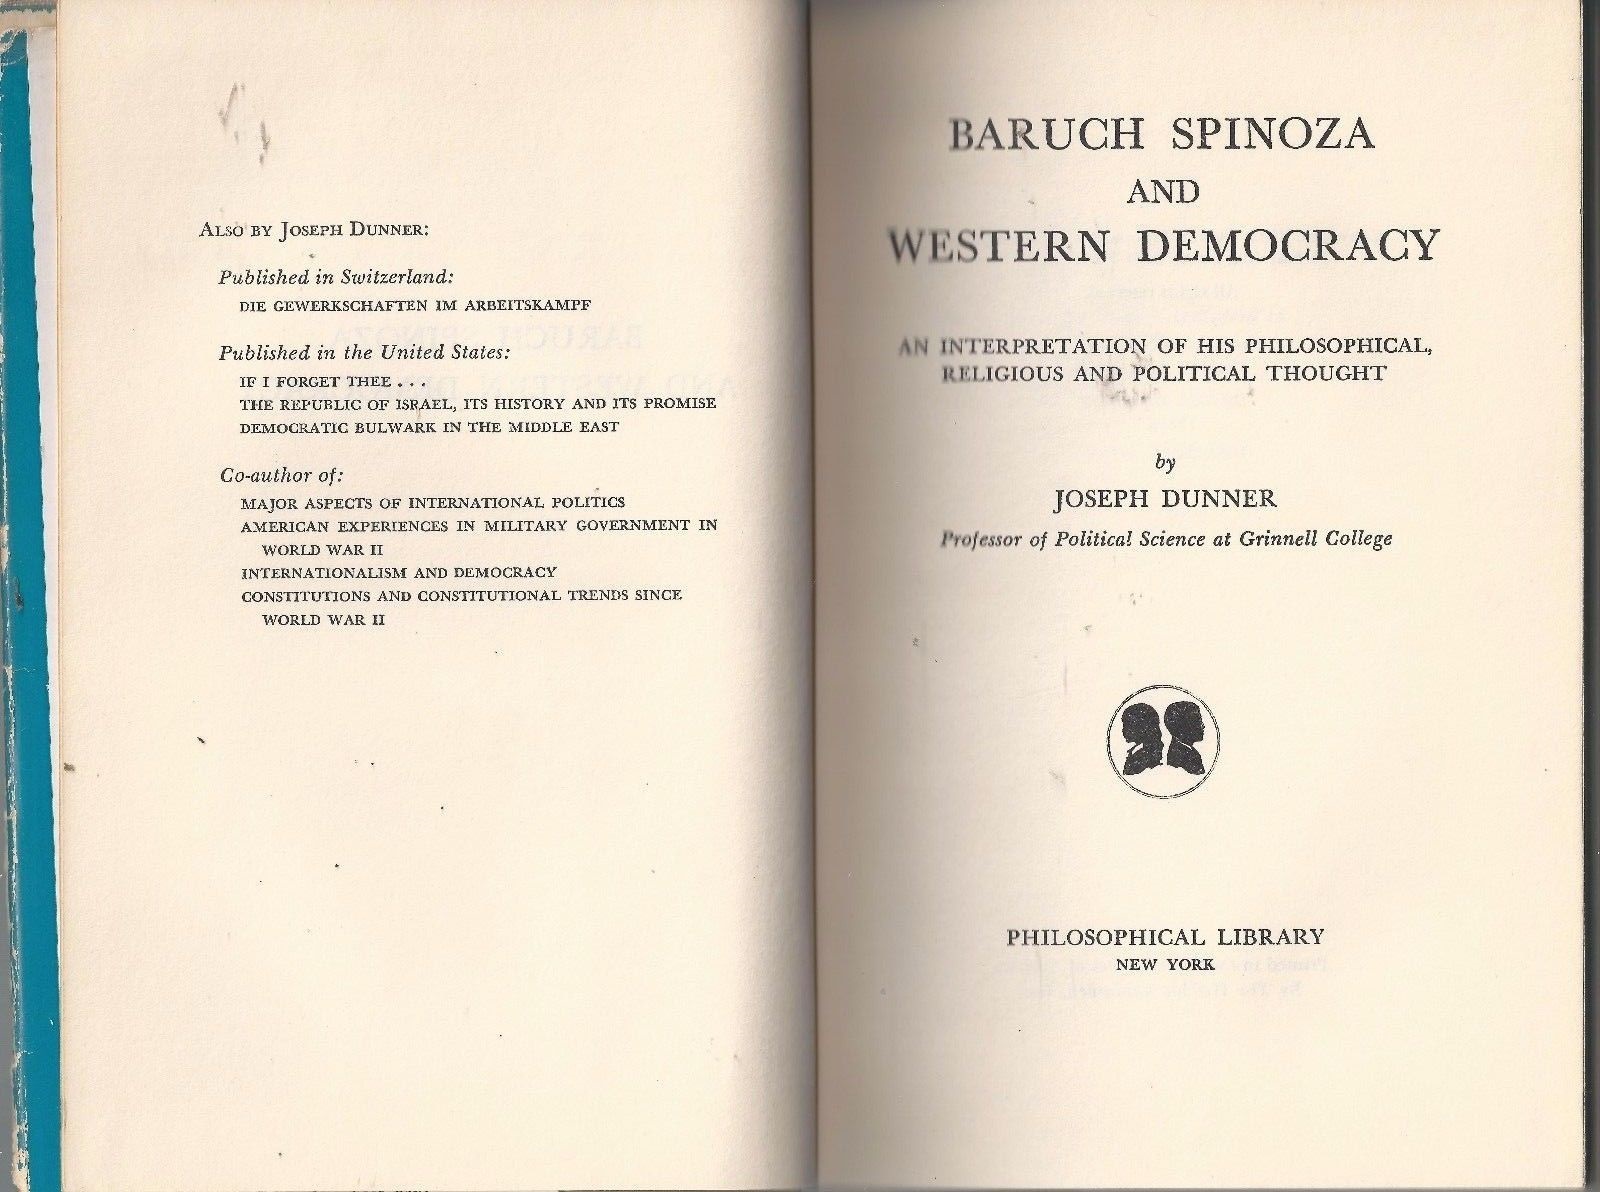 ALSO BY JOSEPH DUNNER:
Published in Switzerland:
DIE GEWERKSCHAFTEN IM ARBEITSKAMPF
Published in the United States:
IF I FORGET THEE . . .
THE REPUBLIC OF ISRAEL, ITS HISTORY AND ITS PROMISE
DEMOCRATIC BULWARK IN THE MIDDLE EAST
Co-author of:
MAJOR ASPECTS OF INTERNATIONAL POLITICS
AMERICAN EXPERIENCES IN MILITARY GOVERNMENT IN
WORLD WAR II
INTERNATIONALISM AND DEMOCRACY
CONSTITUTIONS AND CONSTITUTIONAL TRENDS SINCE
WORLD WAR II
BARUCH SPINOZA
AND
WESTERN DEMOCRACY
AN INTERPRETATION OF HIS PHILOSOPHICAL,
RELIGIOUS AND POLITICAL THOUGHT
by
JOSEPH DUNNER
Professor of Political Science at Grinnell College
PHILOSOPHICAL LIBRARY
NEW YORK